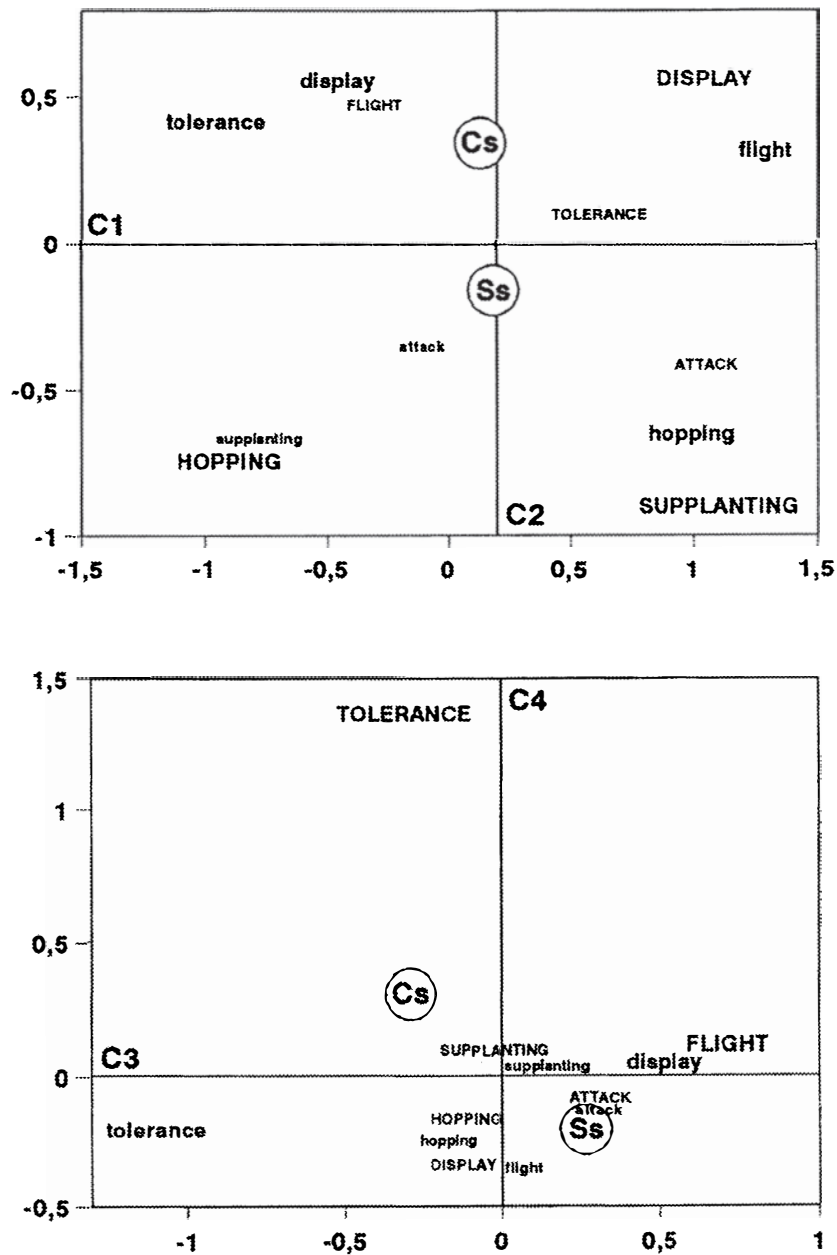 display
DISPLAY
0,5
FLIGHT
tolerance
Cs
flight
TOLERANCE
C1
0
Ss
attack
ATTACK
-0,5
hopping
supplanting
HOPPING
SUPPLANTING
C2
-1
-1,5 -1 -0,5 0 0,5 1 1,5
1,5
C4
TOLERANCE
1
0,5
Cs
SUPPLANTING
FLIGHT
C3
supplanting
display
0
ATTACK
attack
HOPPING
tolerance
Ss
hopping
DISPLAY
flight
-0,5
-1 -0,5 0 0,5 1